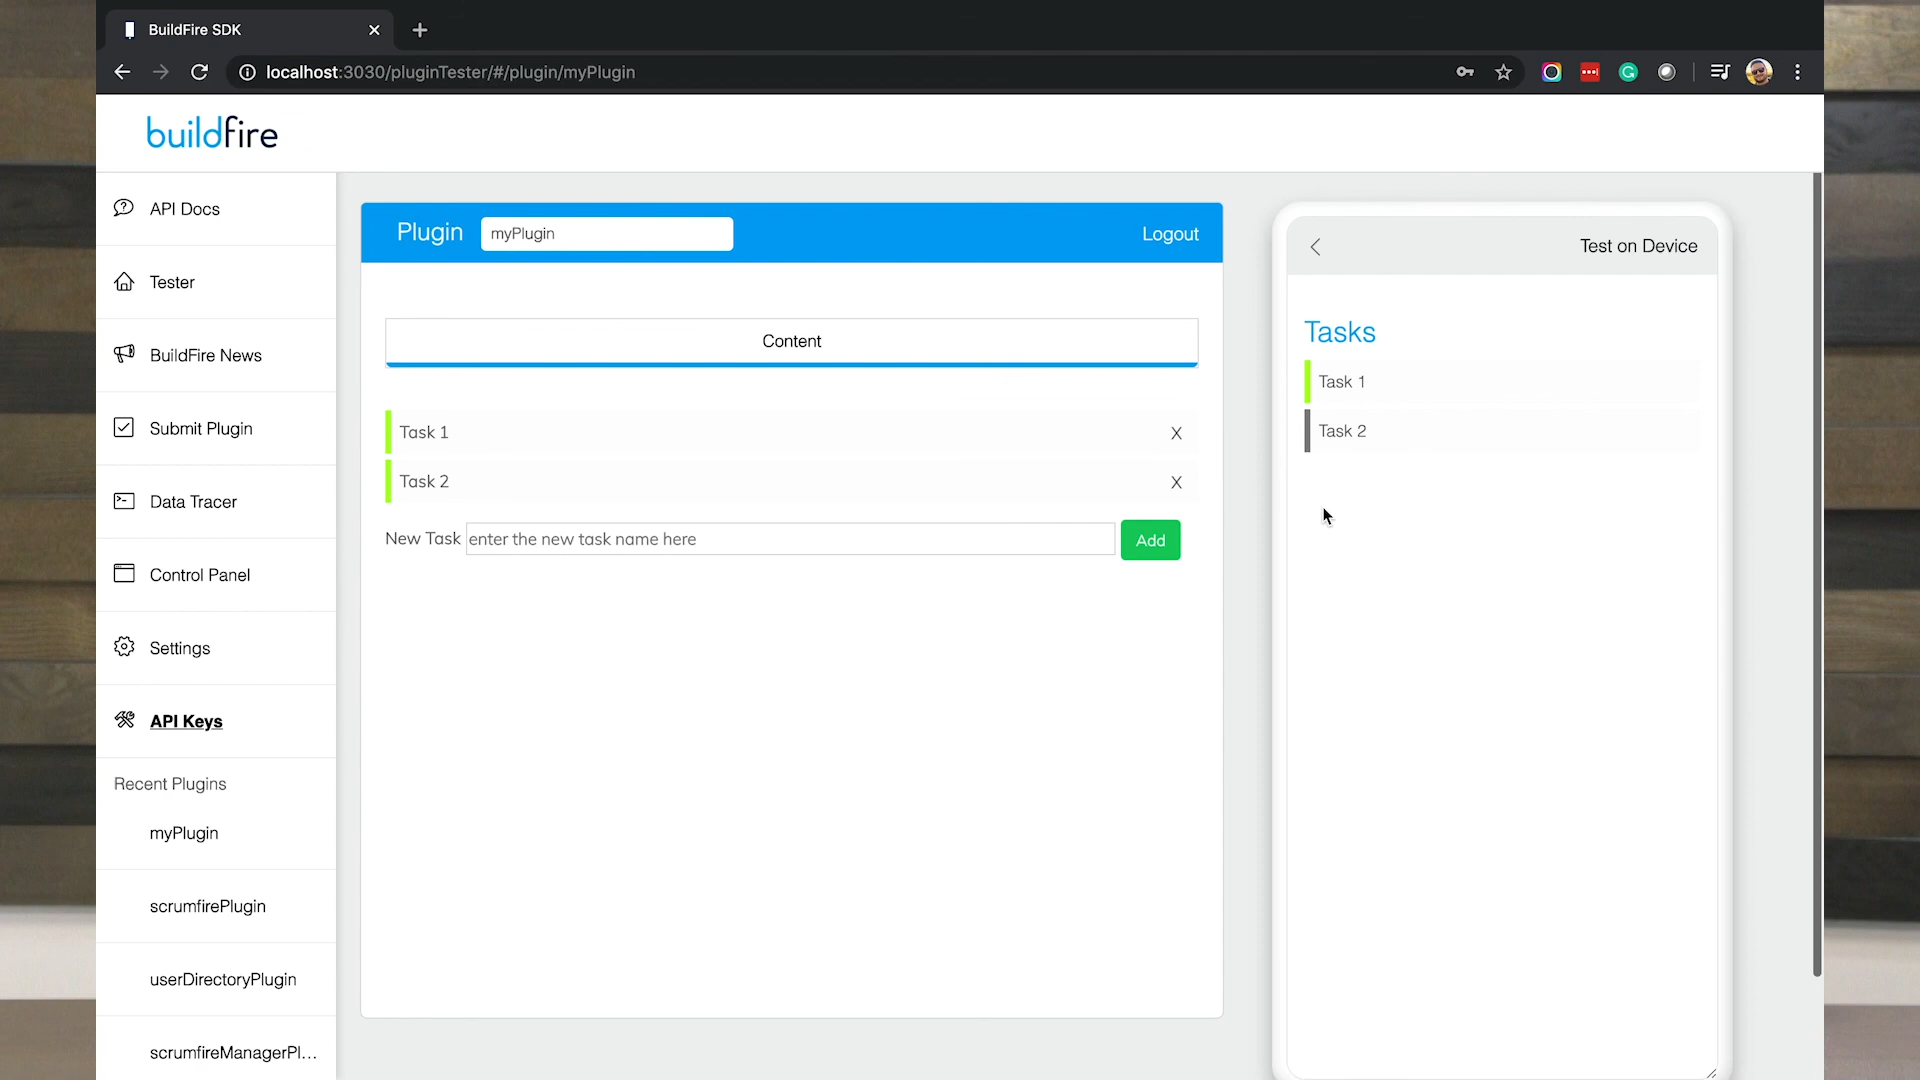 BuildFire SDK
localhost:3030/pluginTester/#/plugin/myPlugin
buildfire
API Docs
Tester
BuildFire News
Submit Plugin
Data Tracer
Control Panel
Settings
API Keys
Recent Plugins
myPlugin
scrumfirePlugin
userDirectoryPlugin
scrumfireManagerPl...
Plugin myPlugin Logout
Content
Task 1 X
Task 2 X
New Task enter the new task name here Add
Test on Device
Tasks
Task 1
Task 2